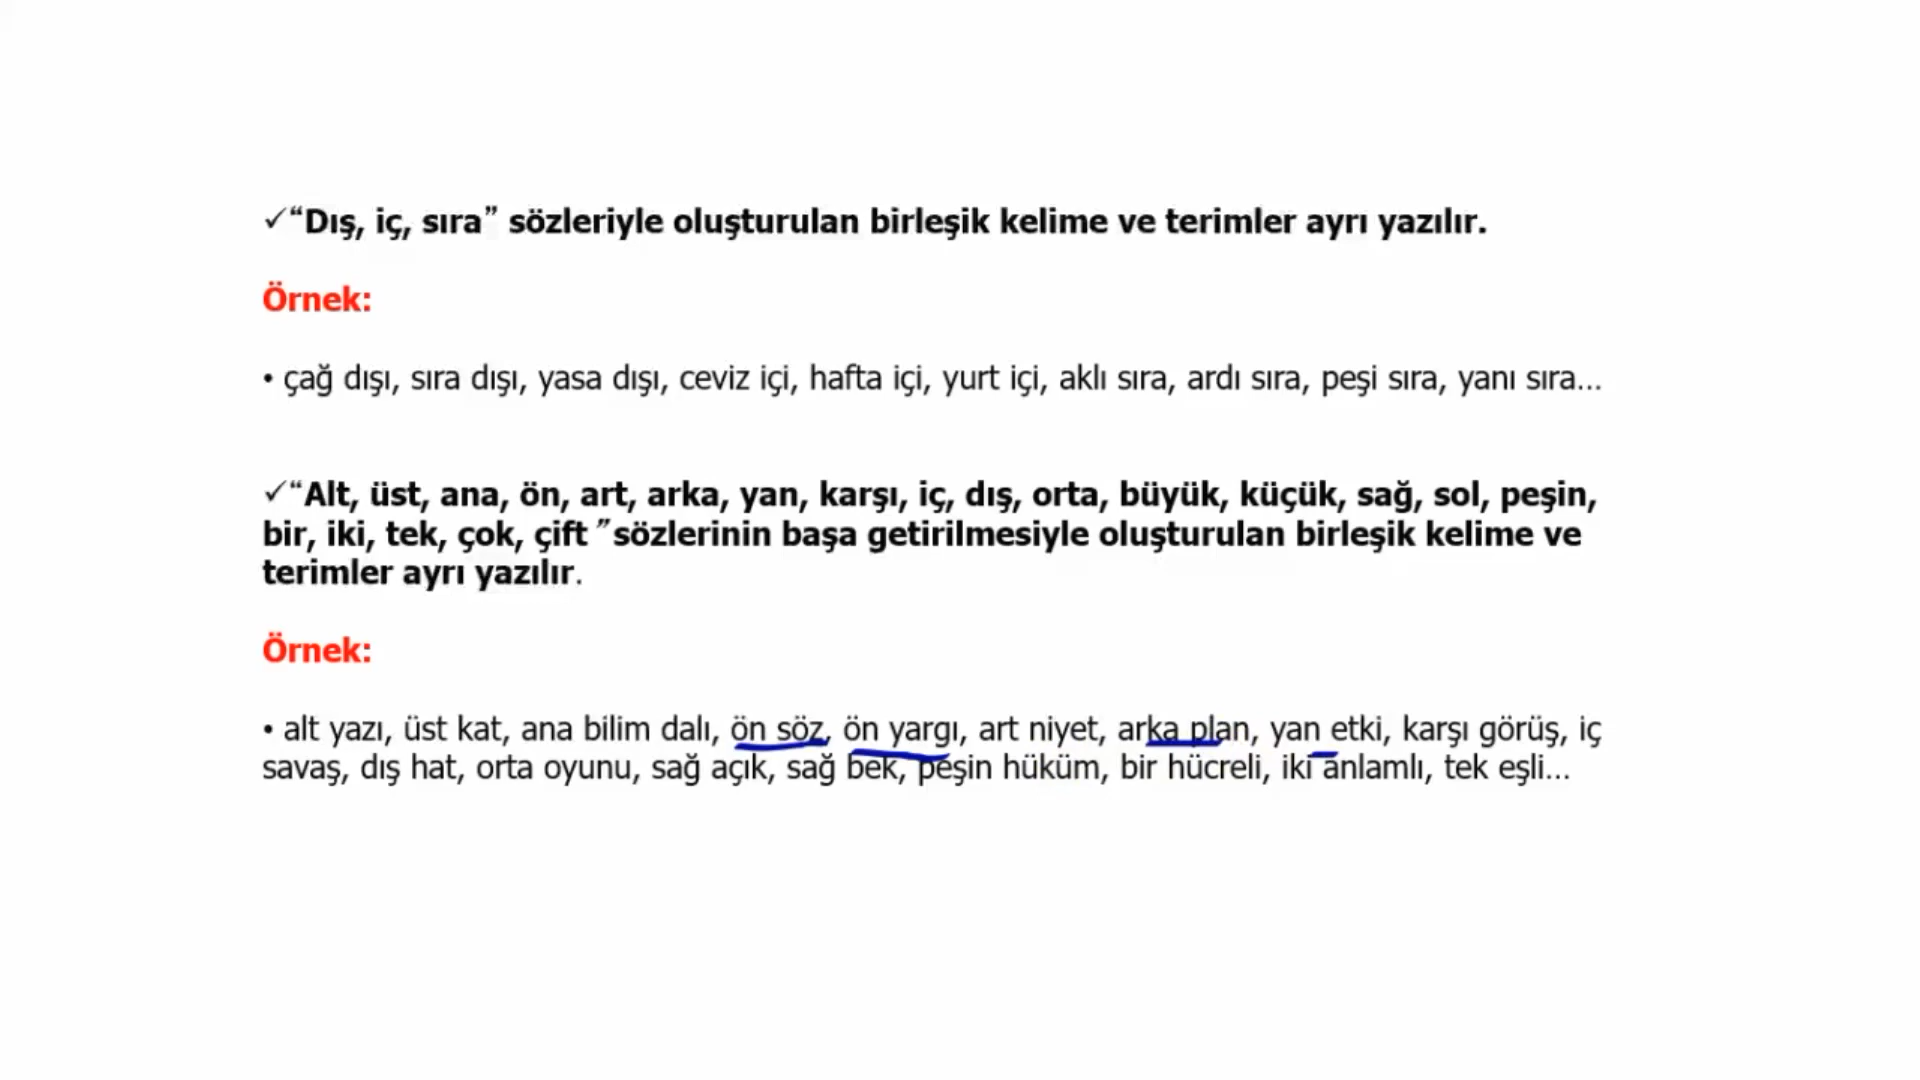 ✓“Dış, iç, sıra” sözleriyle oluşturulan birleşik kelime ve terimler ayrı yazılır.
Örnek:
• çağ dışı, sıra dışı, yasa dışı, ceviz içi, hafta içi, yurt içi, aklı sıra, ardı sıra, peşi sıra, yanı sıra...
✓“Alt, üst, ana, ön, art, arka, yan, karşı, iç, dış, orta, büyük, küçük, sağ, sol, peşin,
bir, iki, tek, çok, çift ”sözlerinin başa getirilmesiyle oluşturulan birleşik kelime ve
terimler ayrı yazılır.
Örnek:
• alt yazı, üst kat, ana bilim dalı, ön söz, ön yargı, art niyet, arka plan, yan etki, karşı görüş, iç
savaş, dış hat, orta oyunu, sağ açık, sağ bek, peşin hüküm, bir hücreli, iki anlamlı, tek eşli...